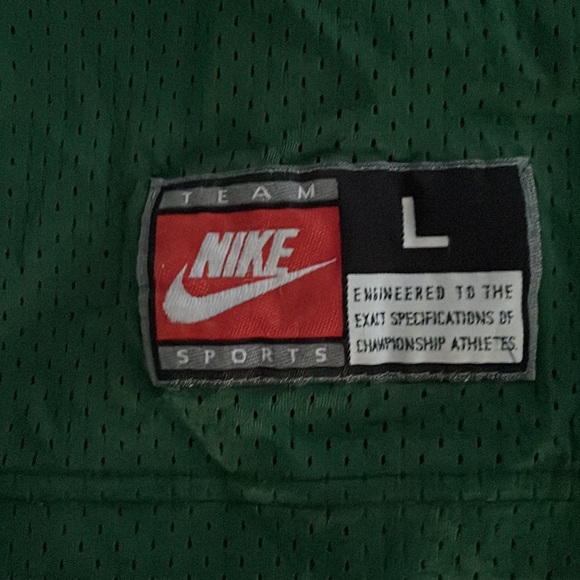 TEAM
NIKE
SPORTS
L
ENGINEERED TO THE
EXACT SPECIFICATIONS OF
CHAMPIONSHIP ATHLETES